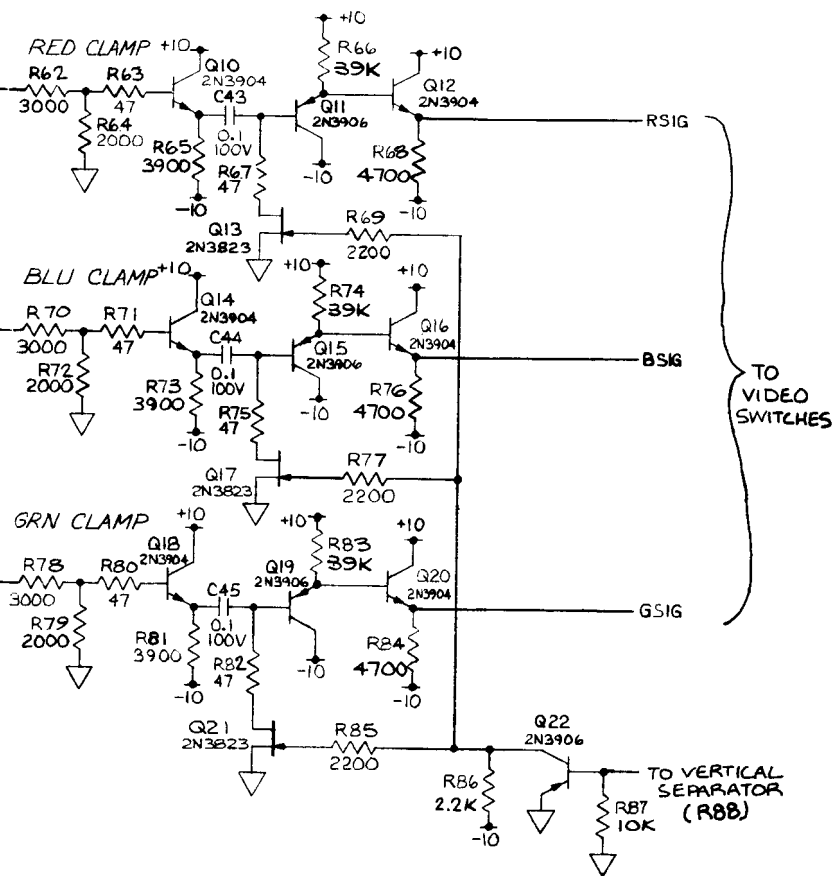 RED CLAMP +10
+10
R62
R63
Q10
2N3904
R66
39K
+10
Q12
2N3904
3000
47
C43
Q11
2N3906
R64
2000
0.1
100V
RSIG
R65
3900
R67
47
R68
4700
-10
-10
-10
Q13
2N3823
R69
2200
BLU CLAMP +10
+10
+10
R70
R71
Q14
2N3904
R74
39K
Q16
2N3904
3000
47
C44
Q15
2N3906
R72
2000
0.1
100V
BSIG
R73
3900
R75
47
R76
4700
-10
-10
-10
TO
VIDEO
SWITCHES
Q17
2N3823
R77
2200
GRN CLAMP
+10
+10
+10
R78
R80
Q18
2N3904
Q19
2N3906
R83
39K
Q20
2N3904
3000
47
C45
R79
2000
0.1
100V
GSIG
R81
3900
R82
47
R84
4700
-10
-10
-10
Q21
2N3823
R85
2200
Q22
2N3906
R86
2.2K
TO VERTICAL
SEPARATOR
(R88)
R87
10K
-10